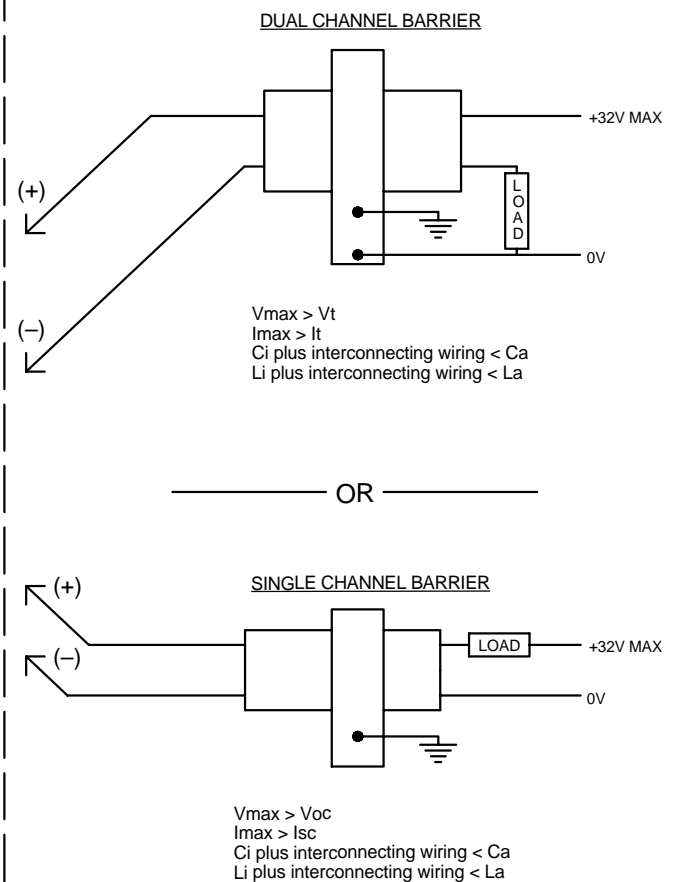 DUAL CHANNEL BARRIER
+32V MAX
(+)
LOAD
0V
(–)
Vmax > Vt
Imax > It
Ci plus interconnecting wiring < Ca
Li plus interconnecting wiring < La
OR
(+)
SINGLE CHANNEL BARRIER
LOAD
+32V MAX
(–)
0V
Vmax > Voc
Imax > Isc
Ci plus interconnecting wiring < Ca
Li plus interconnecting wiring < La